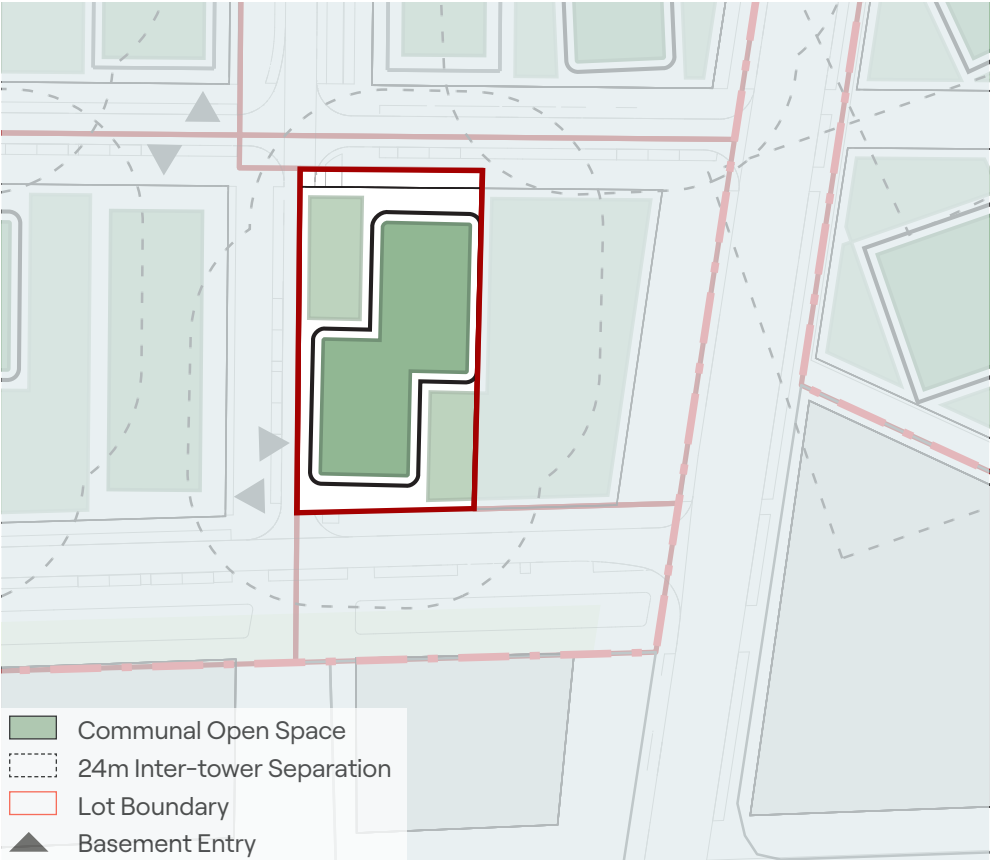 Communal Open Space
24m Inter-tower Separation
Lot Boundary
Basement Entry